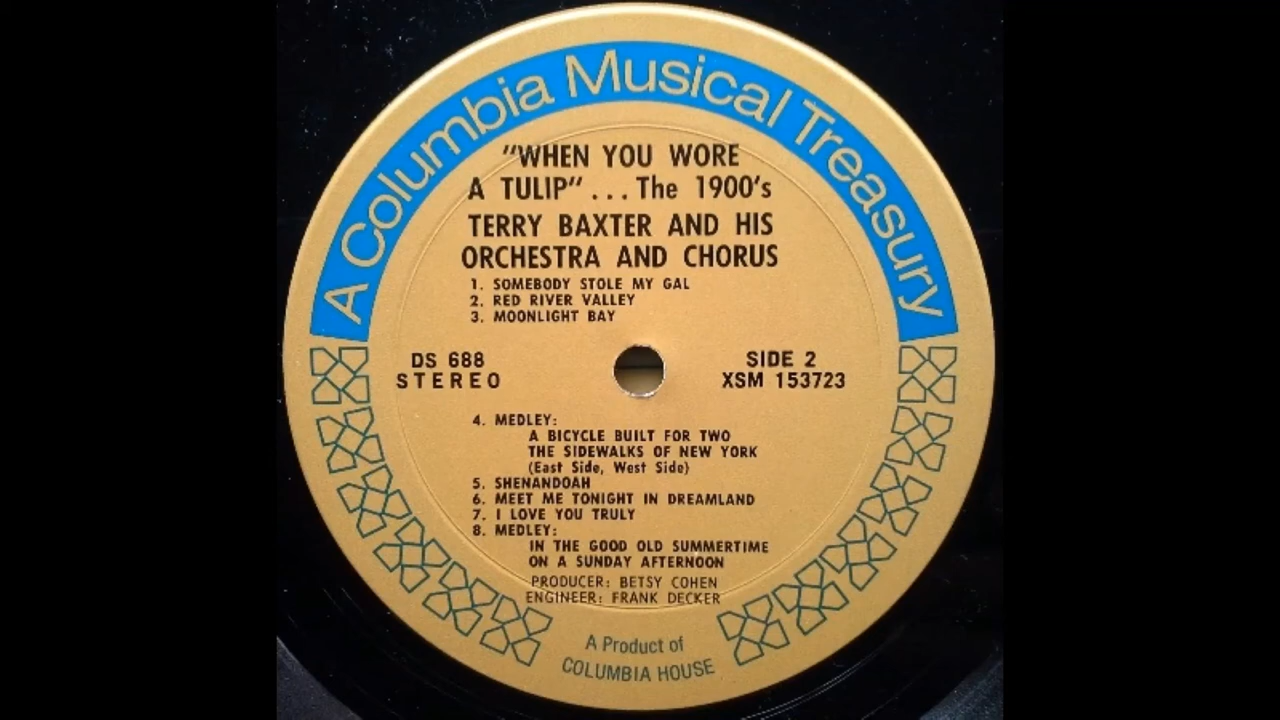 A Columbia Musical Treasury
"WHEN YOU WORE
A TULIP" ... The 1900's
TERRY BAXTER AND HIS
ORCHESTRA AND CHORUS
1. SOMEBODY STOLE MY GAL
2. RED RIVER VALLEY
3. MOONLIGHT BAY
DS 688
STEREO
SIDE 2
XSM 153723
4. MEDLEY:
A BICYCLE BUILT FOR TWO
THE SIDEWALKS OF NEW YORK
(East Side, West Side)
5. SHENANDOAH
6. MEET ME TONIGHT IN DREAMLAND
7. I LOVE YOU TRULY
8. MEDLEY:
IN THE GOOD OLD SUMMERTIME
ON A SUNDAY AFTERNOON
PRODUCER: BETSY COHEN
ENGINEER: FRANK DECKER
A Product of
COLUMBIA HOUSE